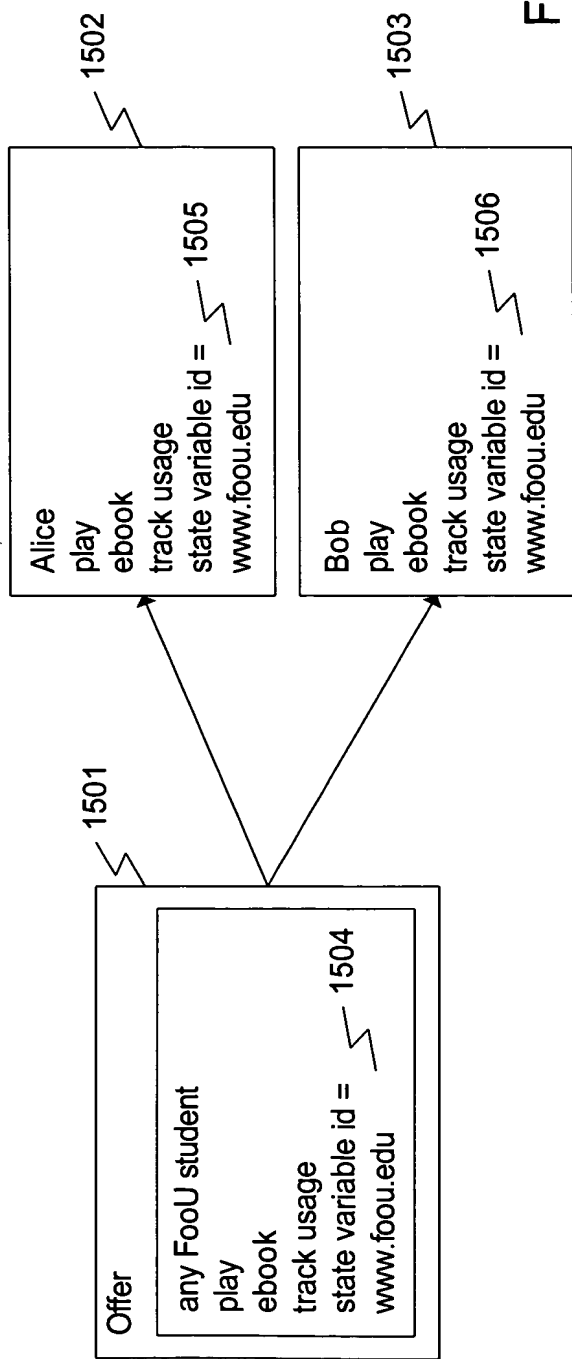 Offer
1501
any FooU student
play
ebook
track usage
state variable id =
www.foou.edu
1504
Alice
play
ebook
track usage
state variable id =
www.foou.edu
1505
1502
Bob
play
ebook
track usage
state variable id =
www.foou.edu
1506
1503
F